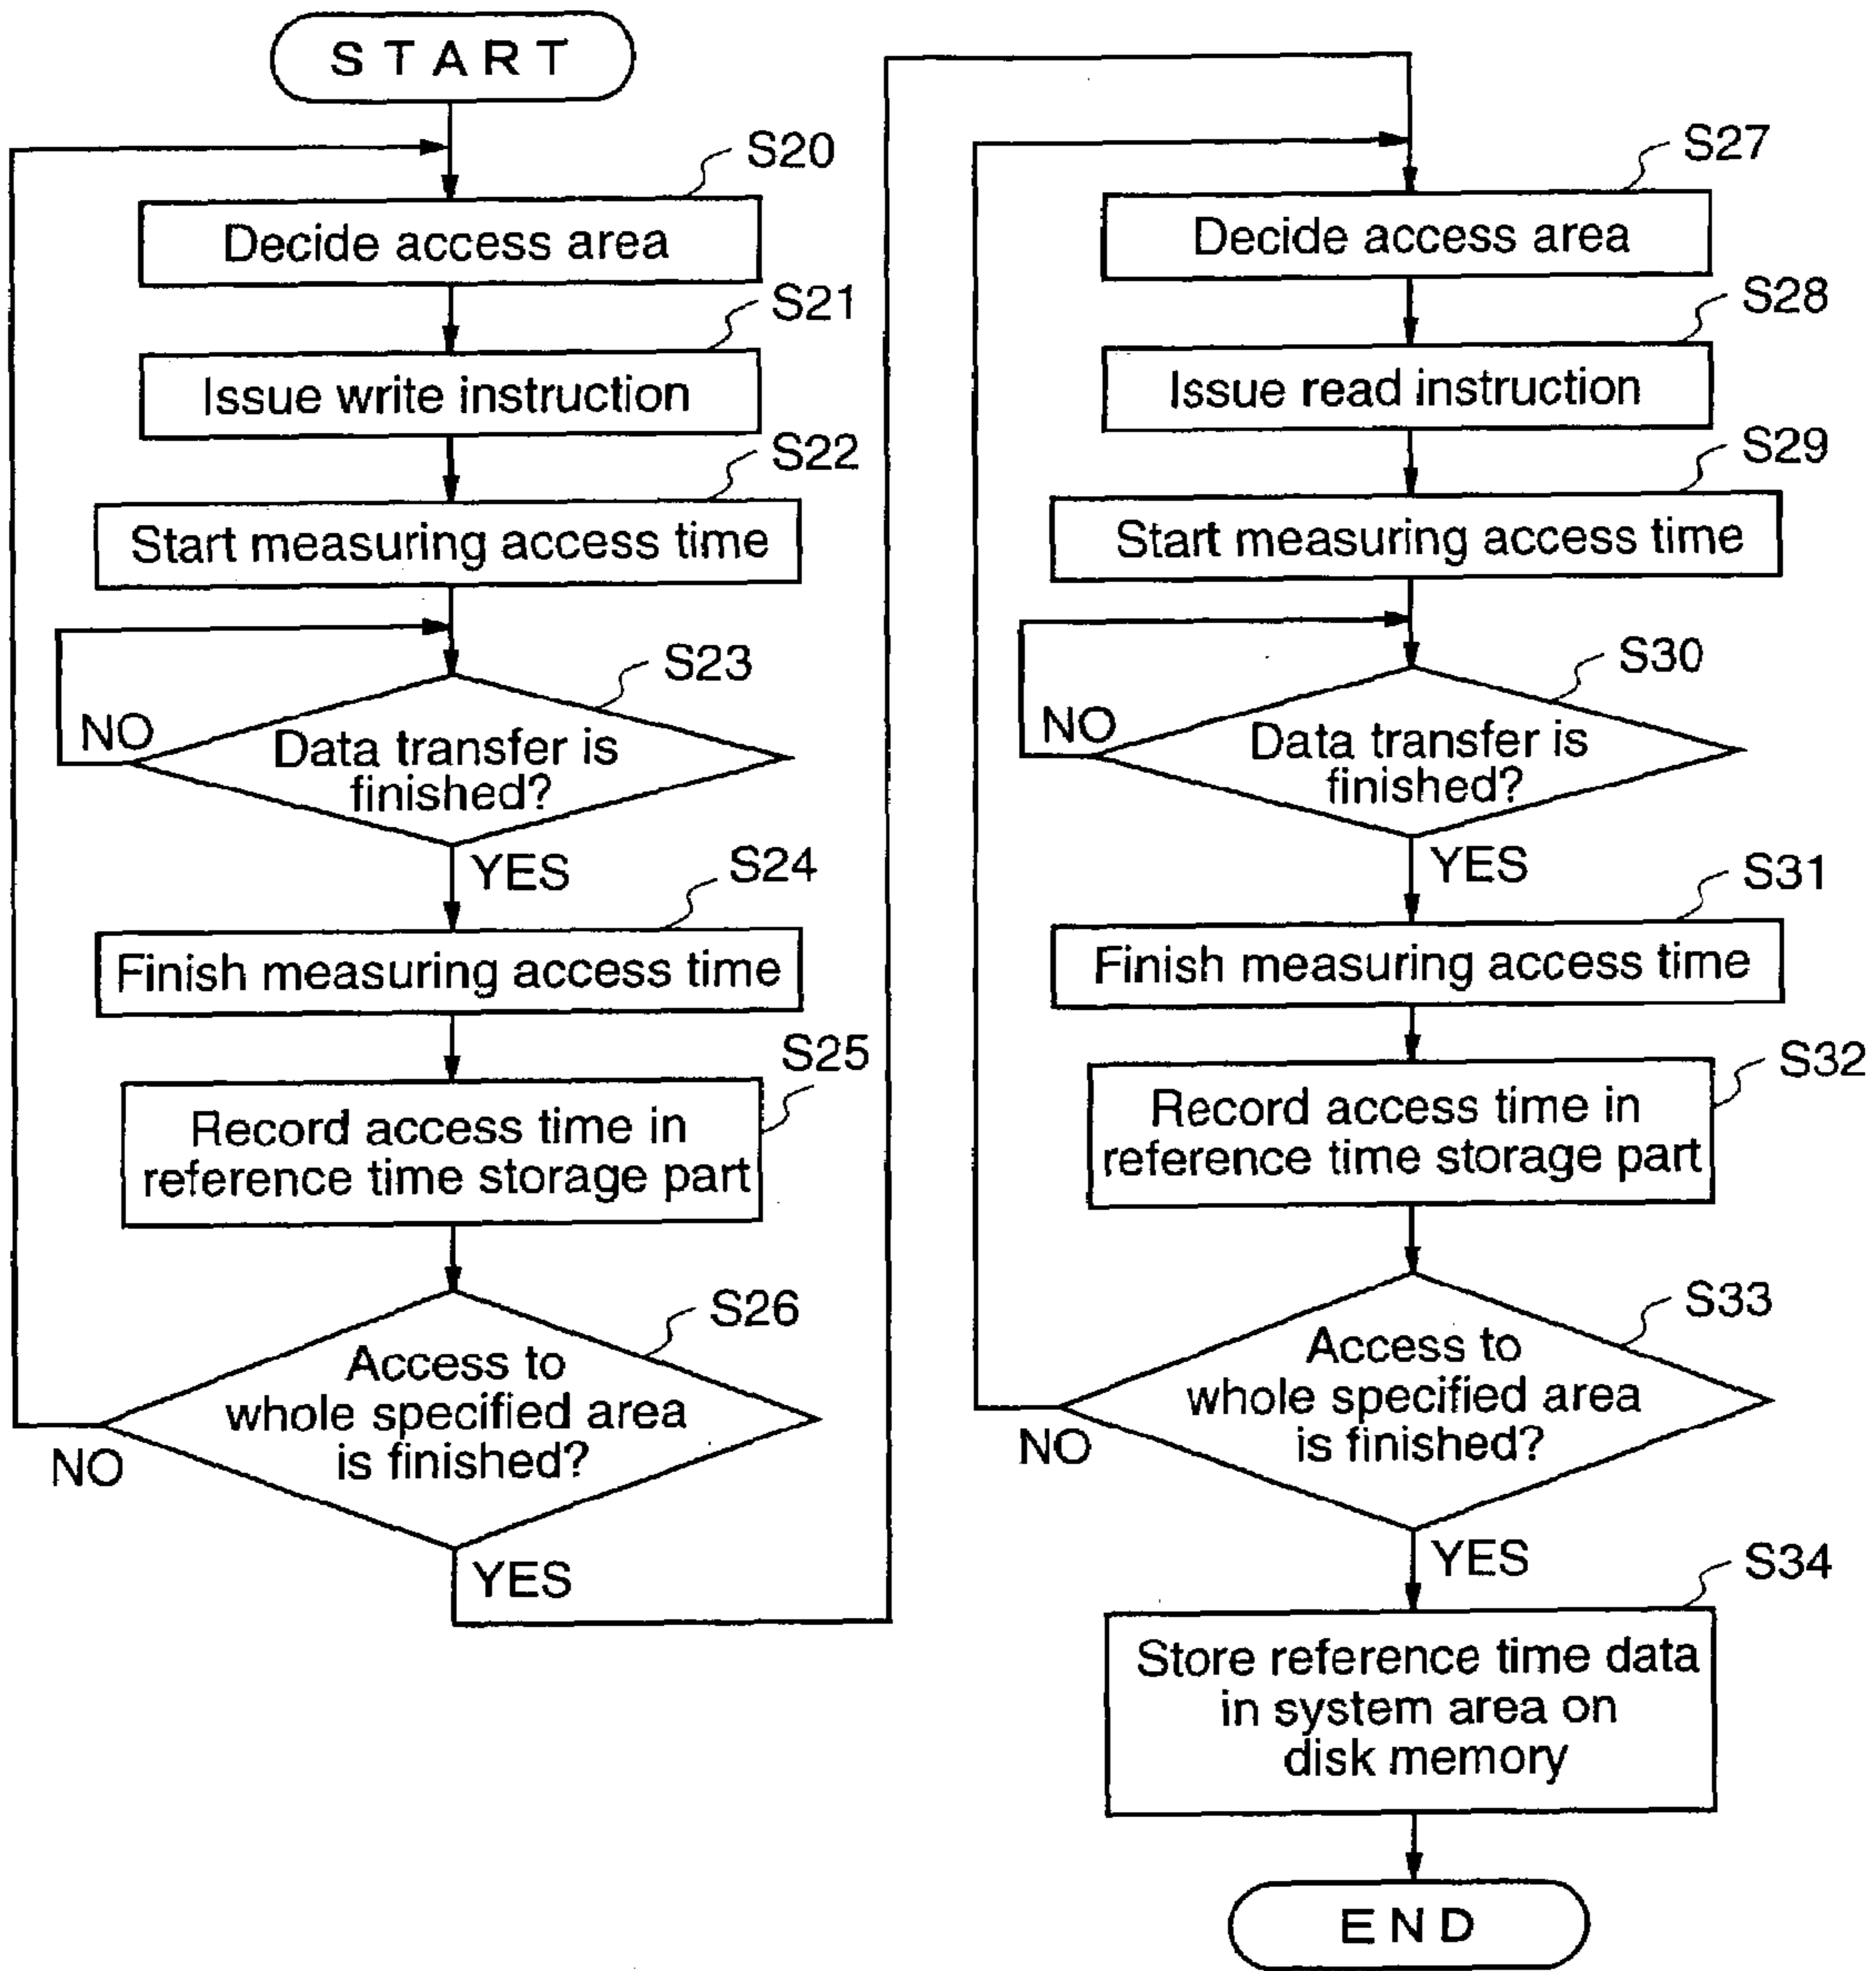 START
S20
Decide access area
S21
Issue write instruction
S22
Start measuring access time
S23
NO
Data transfer is
finished?
YES
S24
Finish measuring access time
S25
Record access time in
reference time storage part
S26
Access to
whole specified area
is finished?
NO
YES
S27
Decide access area
S28
Issue read instruction
S29
Start measuring access time
S30
NO
Data transfer is
finished?
YES
S31
Finish measuring access time
S32
Record access time in
reference time storage part
S33
Access to
whole specified area
is finished?
NO
YES
S34
Store reference time data
in system area on
disk memory
END